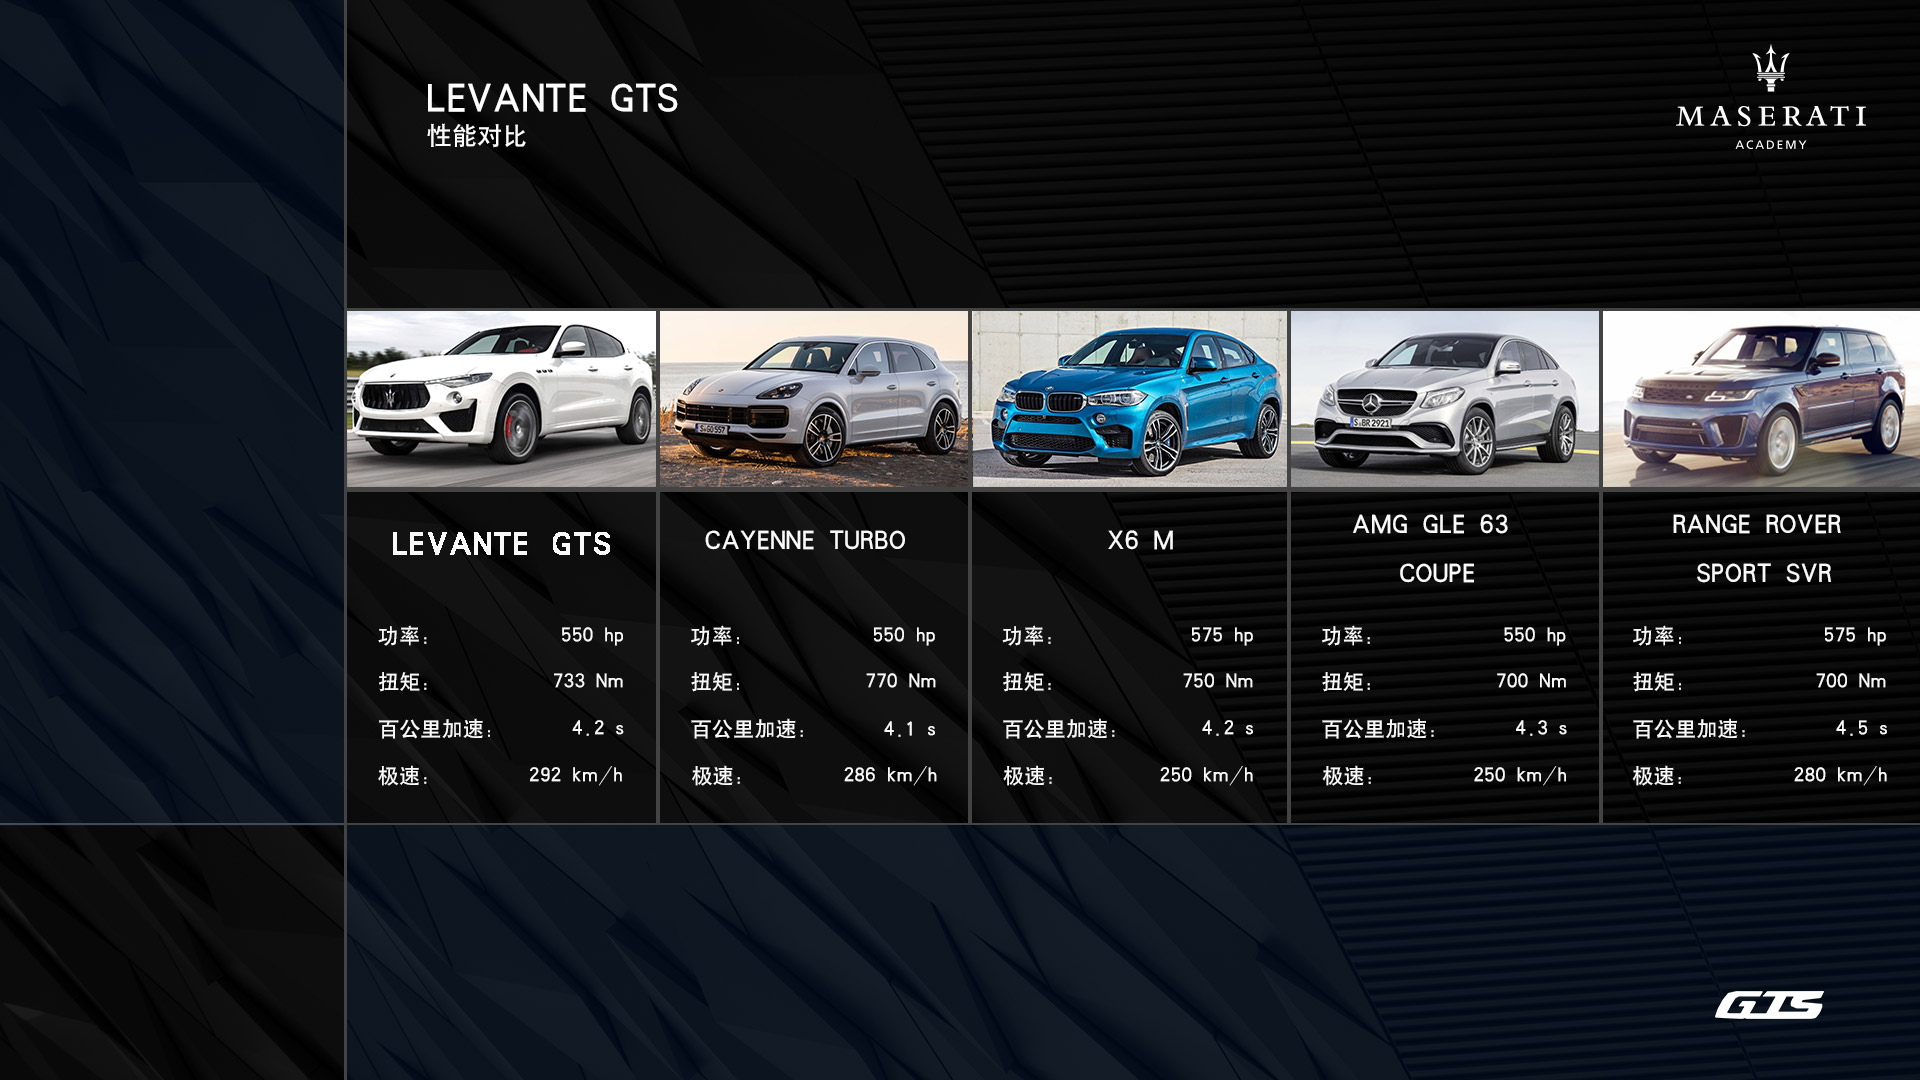 LEVANTE GTS
性能对比
MASERATI
ACADEMY
S·GO 557
S·BR 2921
LEVANTE GTS
功率： 550 hp
扭矩： 733 Nm
百公里加速： 4.2 s
极速： 292 km/h
CAYENNE TURBO
功率： 550 hp
扭矩： 770 Nm
百公里加速： 4.1 s
极速： 286 km/h
X6 M
功率： 575 hp
扭矩： 750 Nm
百公里加速： 4.2 s
极速： 250 km/h
AMG GLE 63
COUPE
功率： 550 hp
扭矩： 700 Nm
百公里加速： 4.3 s
极速： 250 km/h
RANGE ROVER
SPORT SVR
功率： 575 hp
扭矩： 700 Nm
百公里加速： 4.5 s
极速： 280 km/h
GTS